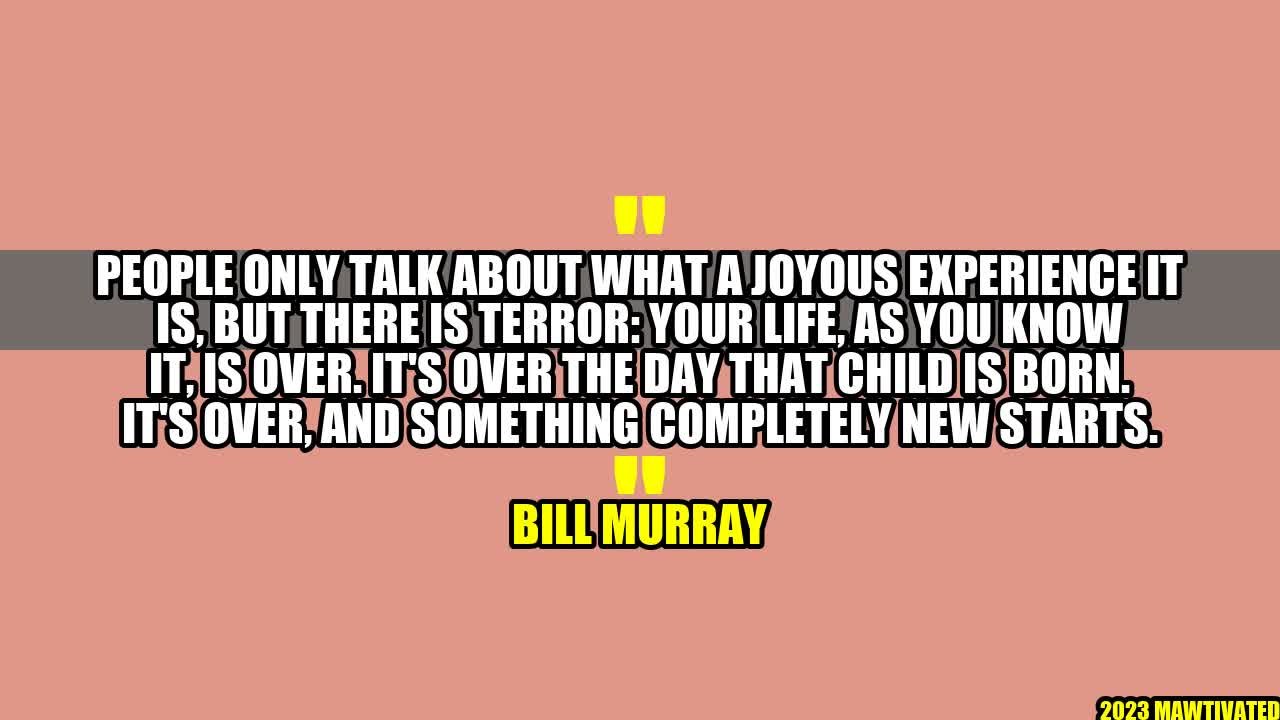 "
PEOPLE ONLY TALK ABOUT WHAT A JOYOUS EXPERIENCE IT
IS, BUT THERE IS TERROR: YOUR LIFE, AS YOU KNOW
IT, IS OVER. IT'S OVER THE DAY THAT CHILD IS BORN.
IT'S OVER, AND SOMETHING COMPLETELY NEW STARTS.
"
BILL MURRAY
2023 MAWTIVATED